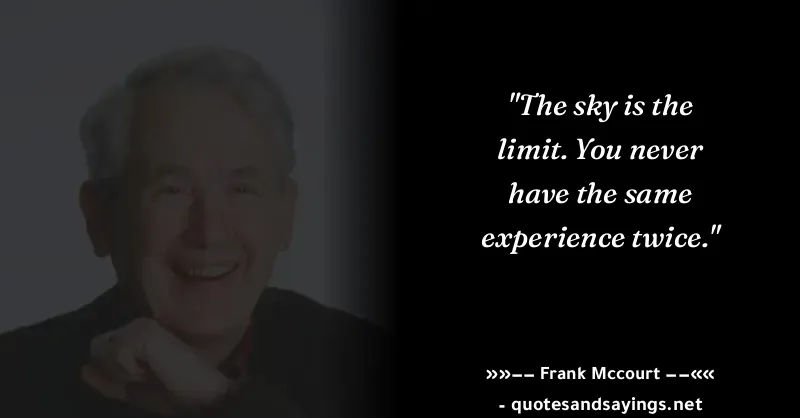 "The sky is the
limit. You never
have the same
experience twice."
»»−− Frank Mccourt −−««
- quotesandsayings.net